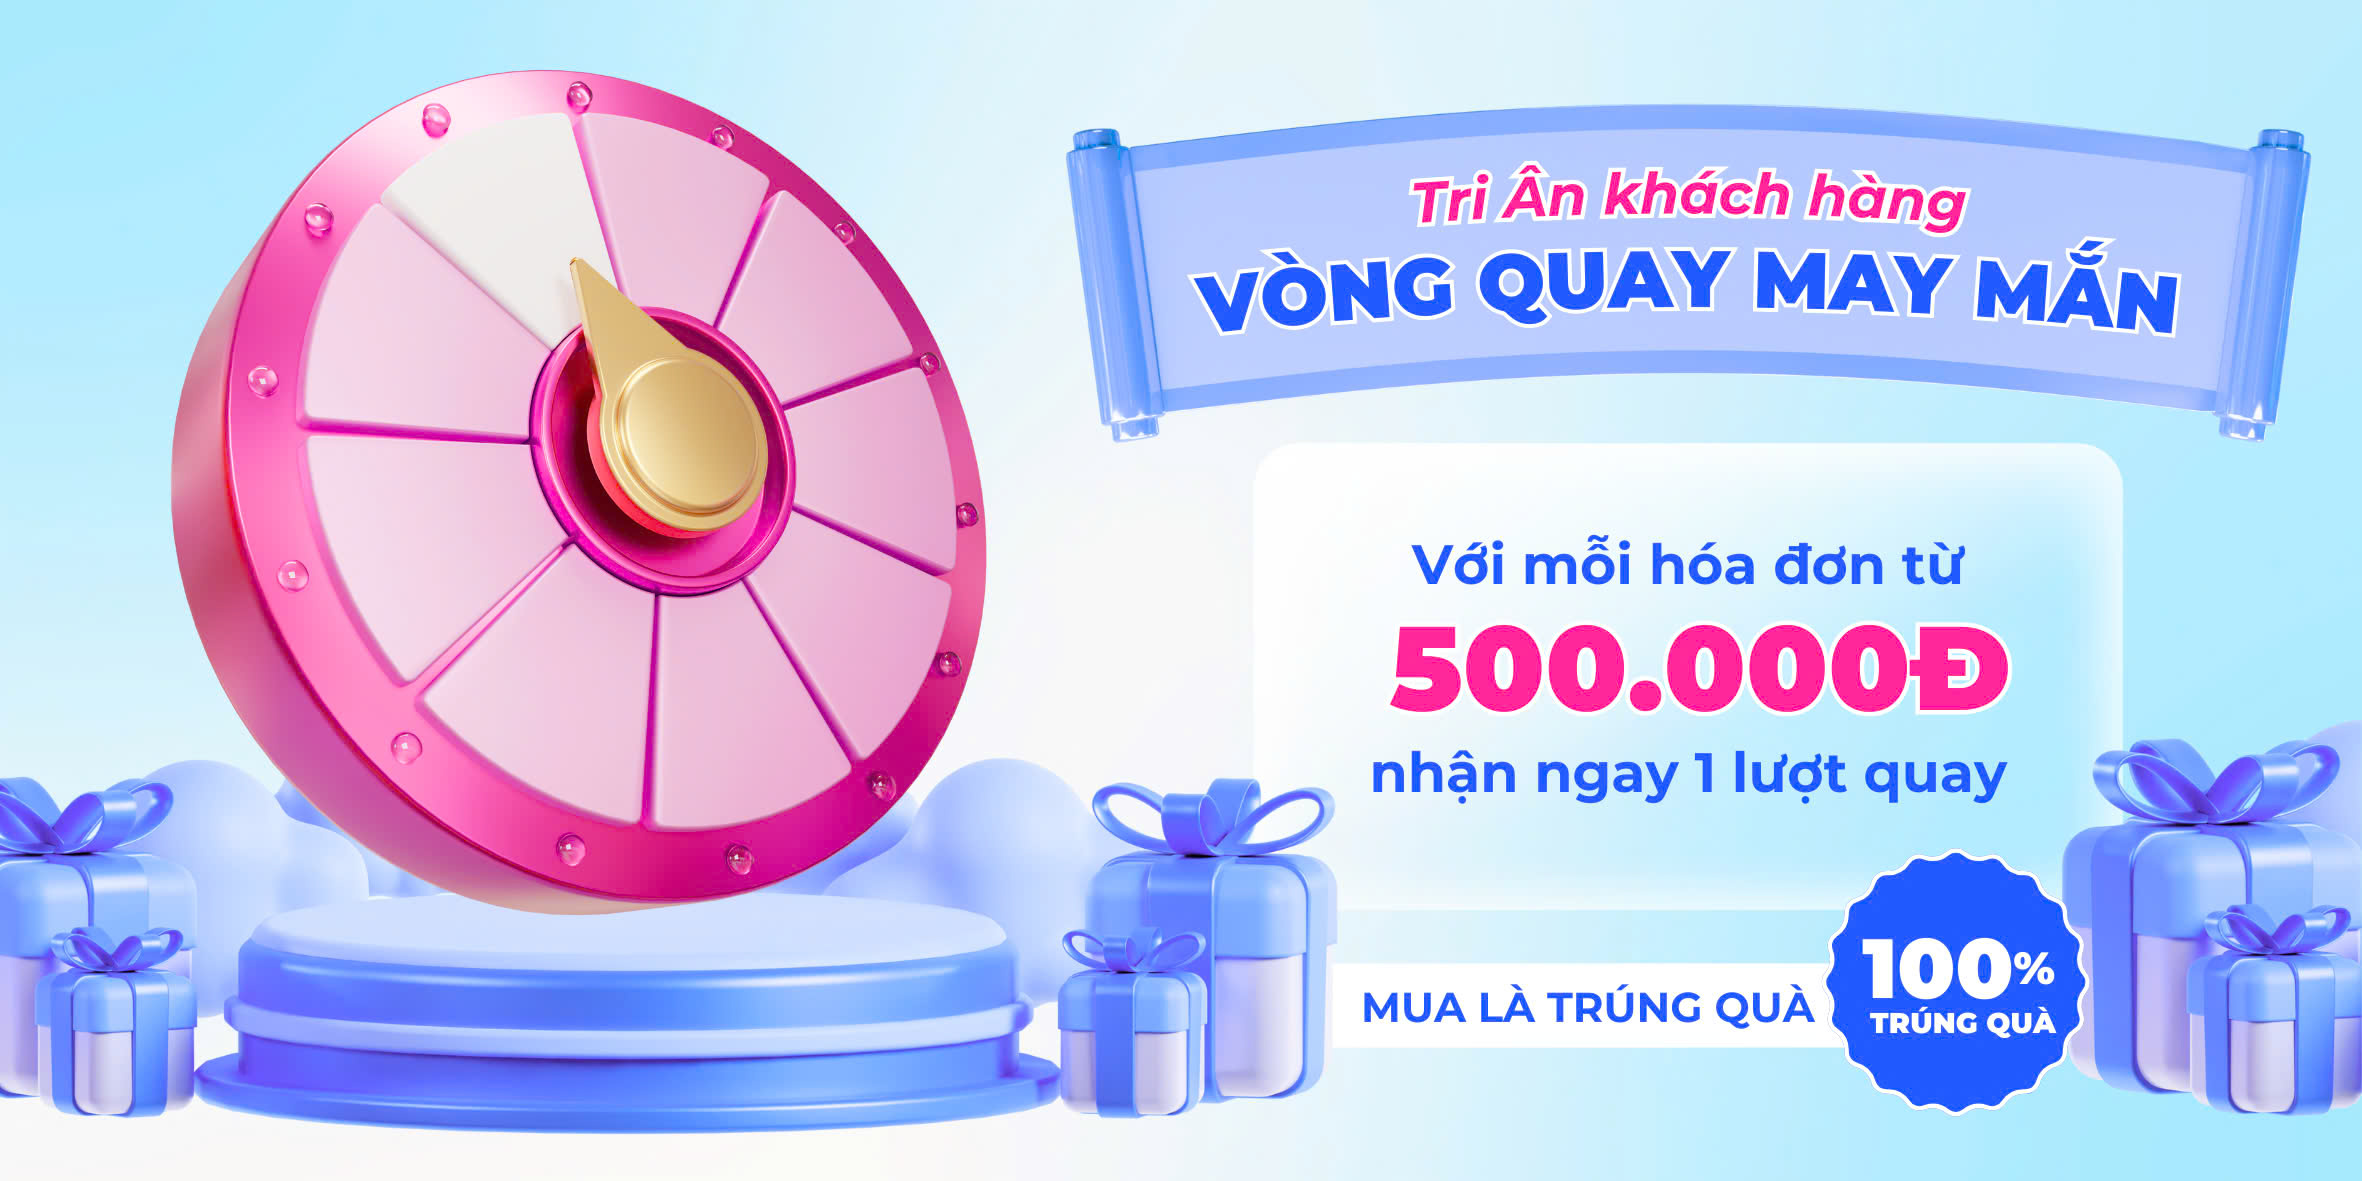 Tri Ân khách hàng
VÒNG QUAY MAY MẮN
Với mỗi hóa đơn từ
500.000Đ
nhận ngay 1 lượt quay
MUA LÀ TRÚNG QUÀ
100%
TRÚNG QUÀ